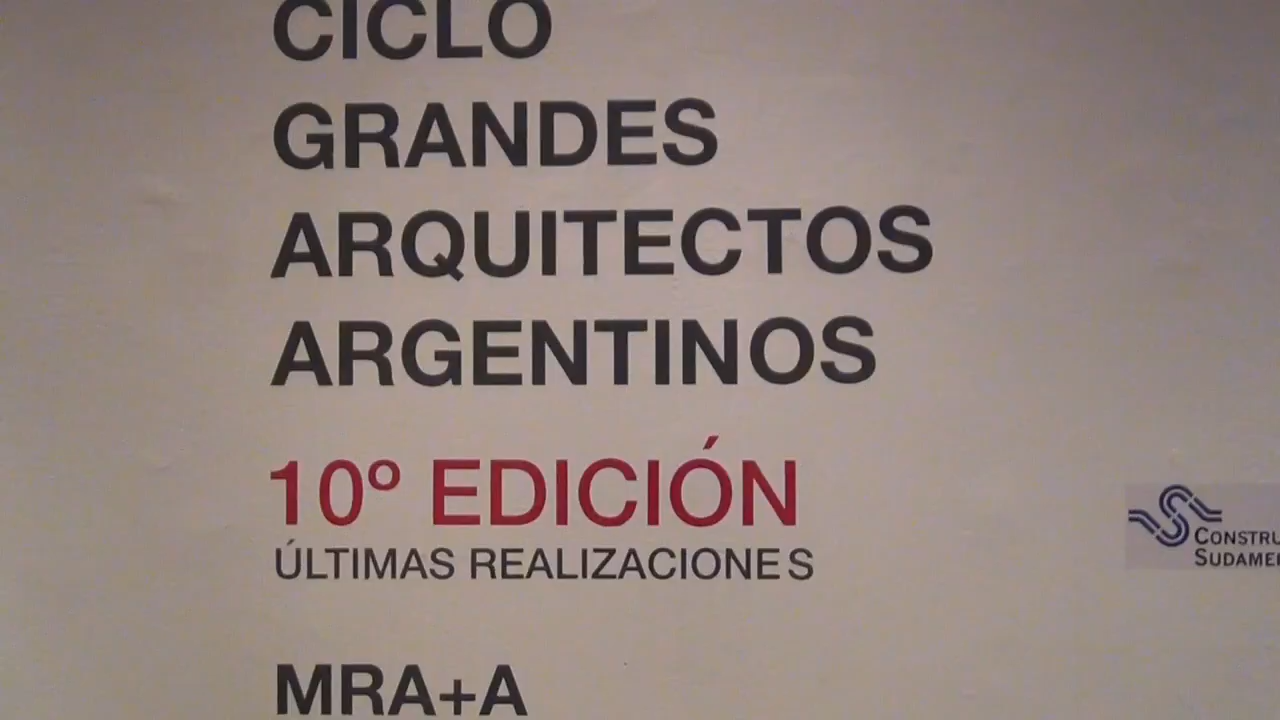 CICLO
GRANDES
ARQUITECTOS
ARGENTINOS
10º EDICIÓN
ÚLTIMAS REALIZACIONES
MRA+A